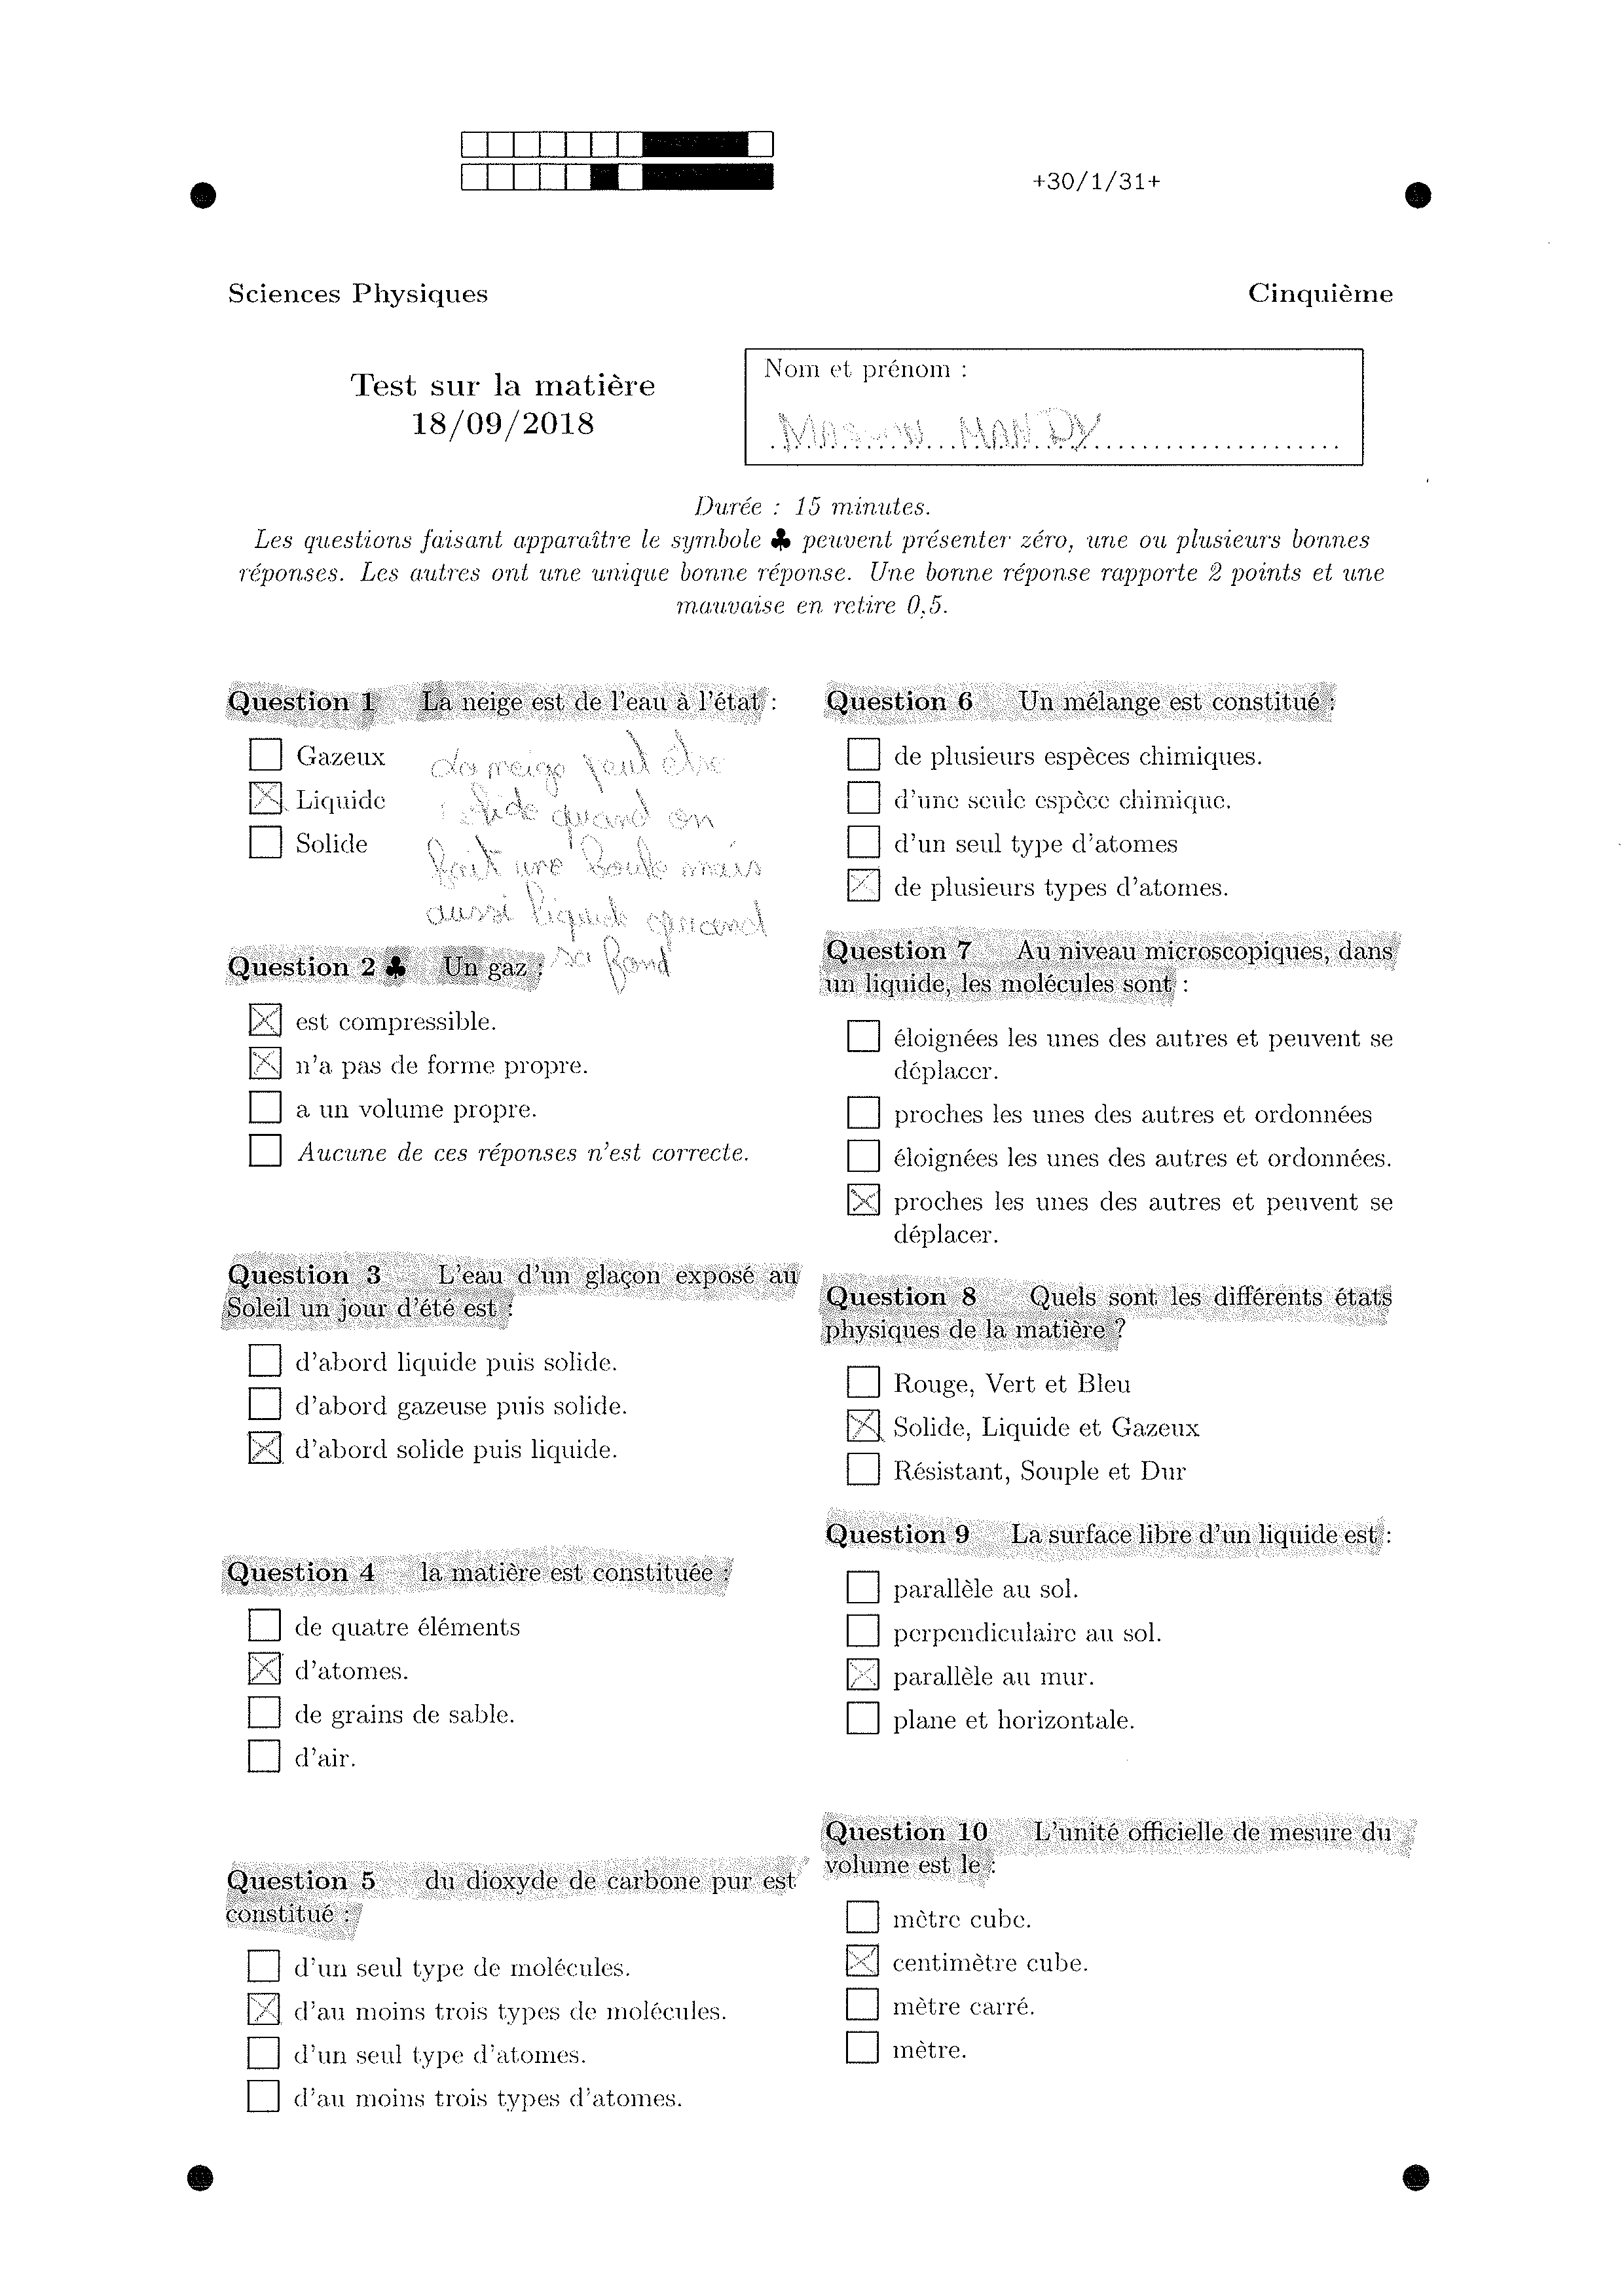 +30/1/31+
Sciences Physiques
Cinquième
Test sur la matière
18/09/2018
Nom et prénom :
MASSON MANDY
Durée : 15 minutes.
Les questions faisant apparaître le symbole ♣ peuvent présenter zéro, une ou plusieurs bonnes
réponses. Les autres ont une unique bonne réponse. Une bonne réponse rapporte 2 points et une
mauvaise en retire 0,5.
Question 1 La neige est de l'eau à l'état :
Gazeux
Liquide
Solide
La neige peut être
solide quand on
fait une boule mais
aussi liquide quand
sa fond
Question 2 ♣ Un gaz :
est compressible.
n'a pas de forme propre.
a un volume propre.
Aucune de ces réponses n'est correcte.
Question 3 L'eau d'un glaçon exposé au
Soleil un jour d'été est :
d'abord liquide puis solide.
d'abord gazeuse puis solide.
d'abord solide puis liquide.
Question 4 la matière est constituée :
de quatre éléments
d'atomes.
de grains de sable.
d'air.
Question 5 du dioxyde de carbone pur est
constitué :
d'un seul type de molécules.
d'au moins trois types de molécules.
d'un seul type d'atomes.
d'au moins trois types d'atomes.
Question 6 Un mélange est constitué :
de plusieurs espèces chimiques.
d'une seule espèce chimique.
d'un seul type d'atomes
de plusieurs types d'atomes.
Question 7 Au niveau microscopiques, dans
un liquide, les molécules sont :
éloignées les unes des autres et peuvent se
déplacer.
proches les unes des autres et ordonnées
éloignées les unes des autres et ordonnées.
proches les unes des autres et peuvent se
déplacer.
Question 8 Quels sont les différents états
physiques de la matière ?
Rouge, Vert et Bleu
Solide, Liquide et Gazeux
Résistant, Souple et Dur
Question 9 La surface libre d'un liquide est :
parallèle au sol.
perpendiculaire au sol.
parallèle au mur.
plane et horizontale.
Question 10 L'unité officielle de mesure du
volume est le :
mètre cube.
centimètre cube.
mètre carré.
mètre.